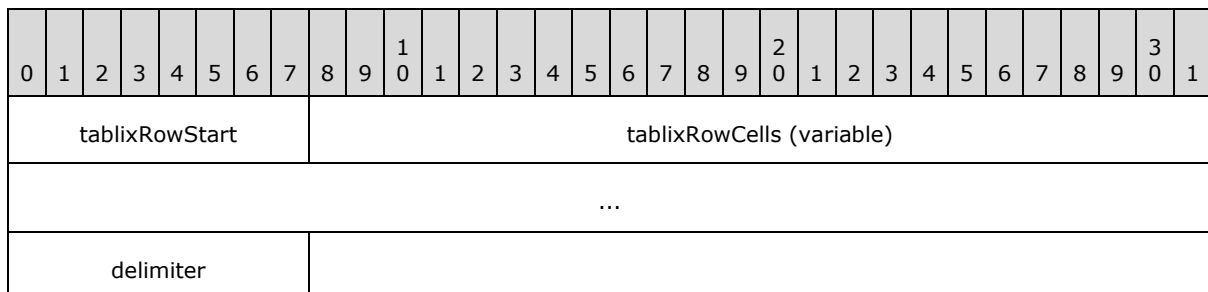 1 2 3
0 1 2 3 4 5 6 7 8 9 0 1 2 3 4 5 6 7 8 9 0 1 2 3 4 5 6 7 8 9 0 1
tablixRowStart tablixRowCells (variable)
...
delimiter